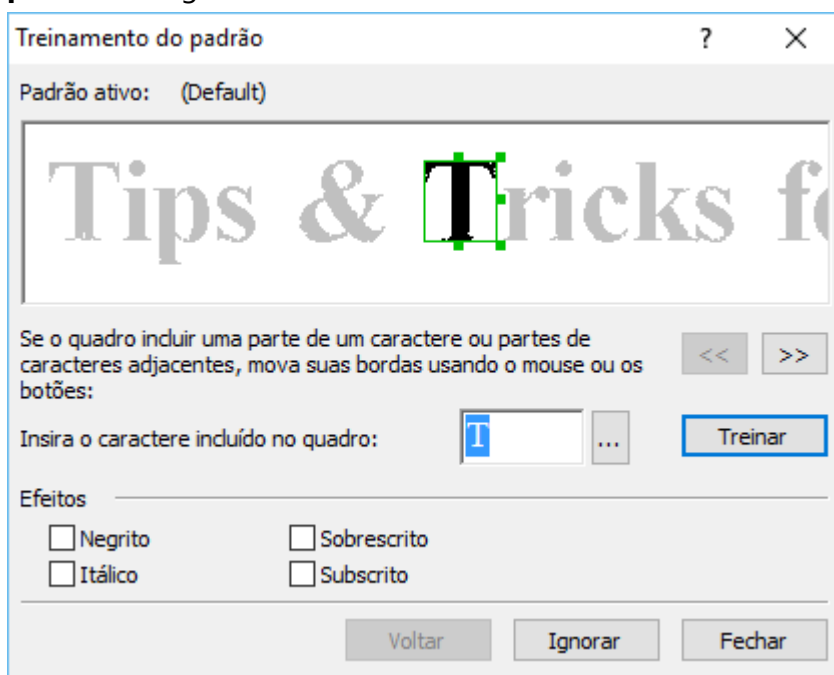 Treinamento do padrão ? ×
Padrão ativo: (Default)
Tips & Tricks
Se o quadro incluir uma parte de um caractere ou partes de
caracteres adjacentes, mova suas bordas usando o mouse ou os
botões:
<< >>
Insira o caractere incluído no quadro: T ... Treinar
Efeitos
Negrito Sobrescrito
Itálico Subscrito
Voltar Ignorar Fechar